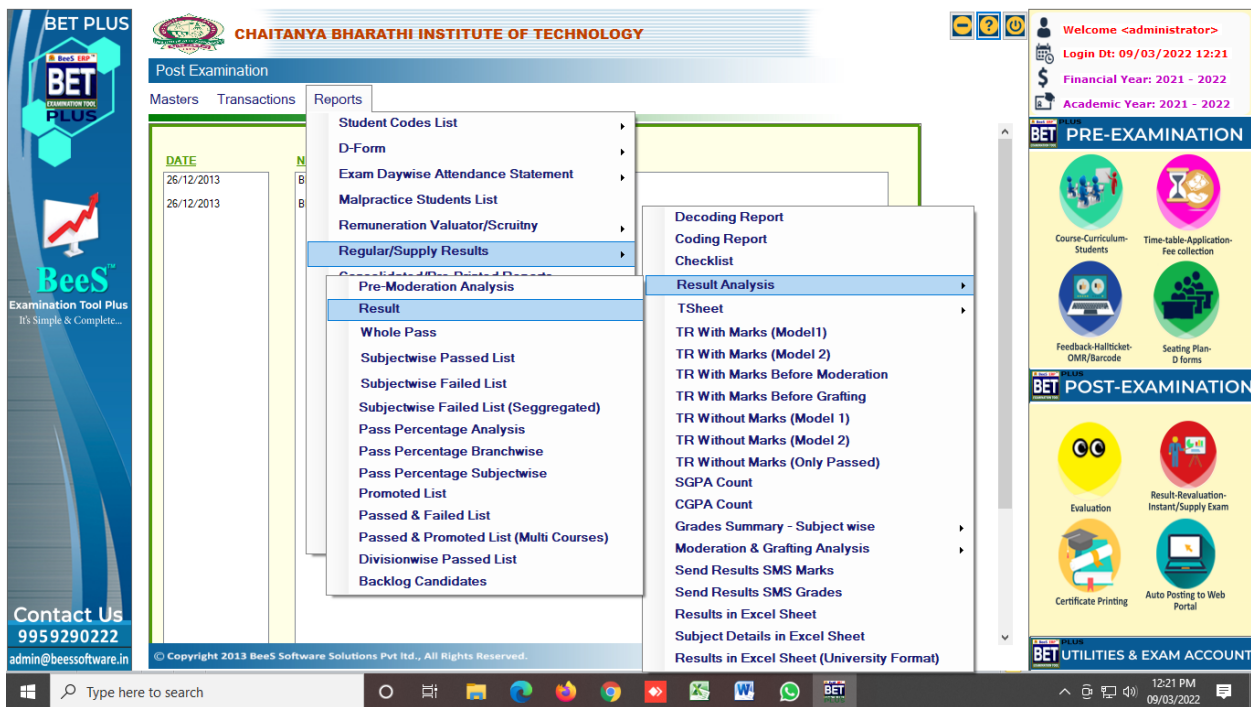 BET PLUS
BeeS ERP
BET
EXAMINATION TOOL
PLUS
BeeS™
Examination Tool Plus
It's Simple & Complete...
Contact Us
9959290222
admin@beessoftware.in
CHAITANYA BHARATHI INSTITUTE OF TECHNOLOGY
Post Examination
Masters Transactions Reports
DATE
26/12/2013
26/12/2013
N
B
B
Student Codes List
D-Form
Exam Daywise Attendance Statement
Malpractice Students List
Remuneration Valuator/Scruitny
Regular/Supply Results
Consolidated/Pre-Printed Reports
Pre-Moderation Analysis
Result
Whole Pass
Subjectwise Passed List
Subjectwise Failed List
Subjectwise Failed List (Seggregated)
Pass Percentage Analysis
Pass Percentage Branchwise
Pass Percentage Subjectwise
Promoted List
Passed & Failed List
Passed & Promoted List (Multi Courses)
Divisionwise Passed List
Backlog Candidates
Decoding Report
Coding Report
Checklist
Result Analysis
TSheet
TR With Marks (Model1)
TR With Marks (Model 2)
TR With Marks Before Moderation
TR With Marks Before Grafting
TR Without Marks (Model 1)
TR Without Marks (Model 2)
TR Without Marks (Only Passed)
SGPA Count
CGPA Count
Grades Summary - Subject wise
Moderation & Grafting Analysis
Send Results SMS Marks
Send Results SMS Grades
Results in Excel Sheet
Subject Details in Excel Sheet
Results in Excel Sheet (University Format)
© Copyright 2013 BeeS Software Solutions Pvt ltd., All Rights Reserved.
Welcome <administrator>
Login Dt: 09/03/2022 12:21
Financial Year: 2021 - 2022
Academic Year: 2021 - 2022
BET PLUS PRE-EXAMINATION
Course-Curriculum-
Students
Time-table-Application-
Fee collection
Feedback-Hallticket-
OMR/Barcode
Seating Plan-
D forms
BET PLUS POST-EXAMINATION
Evaluation
Result-Revaluation-
Instant/Supply Exam
Certificate Printing
Auto Posting to Web
Portal
BET PLUS UTILITIES & EXAM ACCOUNT
Type here to search
BET
PLUS
12:21 PM
09/03/2022